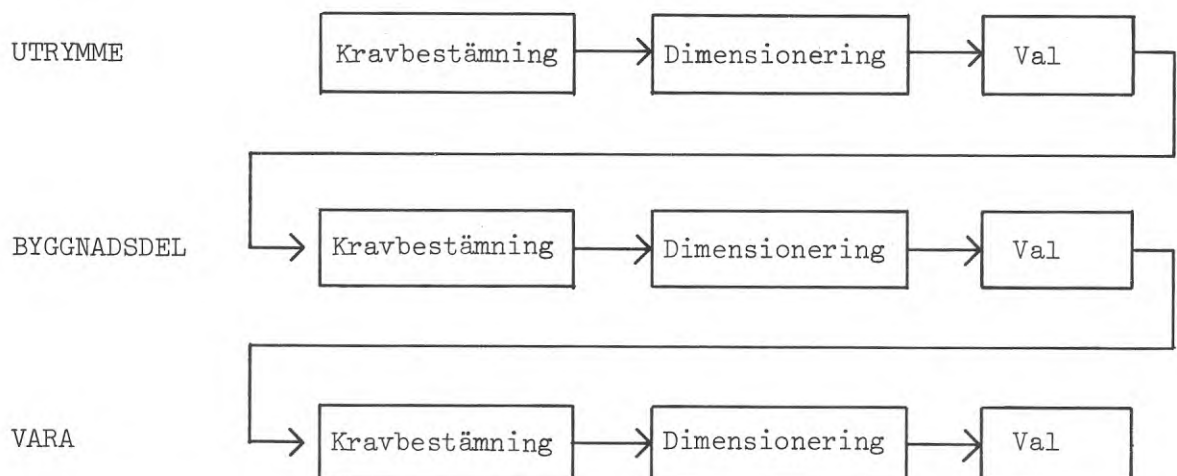 UTRYMME Kravbestämning Dimensionering Val
BYGGNADSDEL Kravbestämning Dimensionering Val
VARA Kravbestämning Dimensionering Val